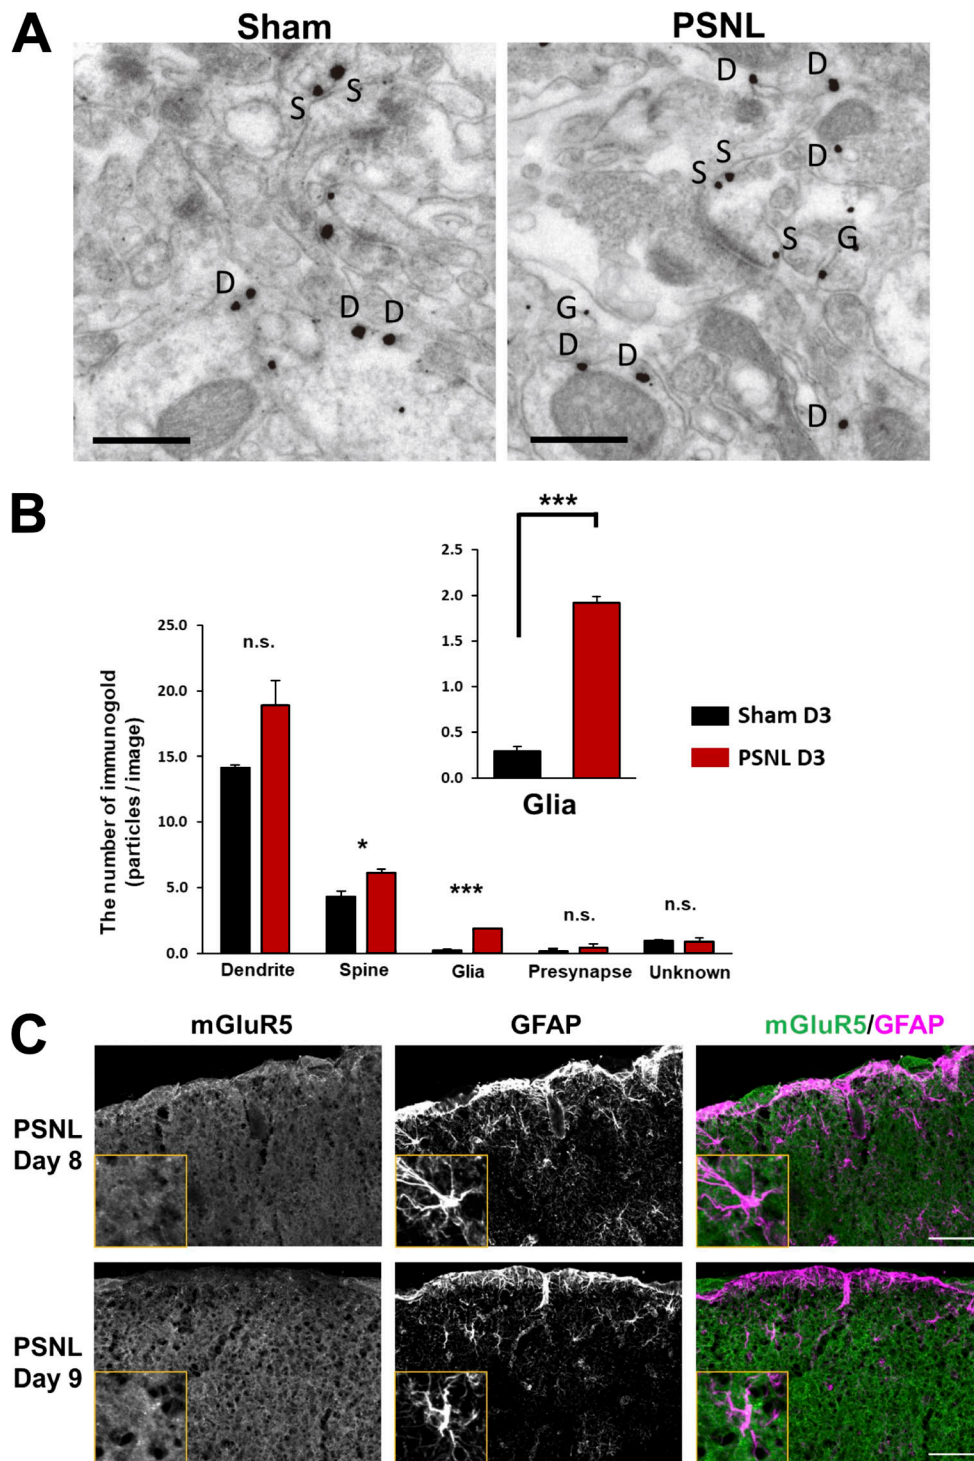 A
Sham
PSNL
S
S
D
D
D
D
D
D
S
S
S
G
G
D
D
D
B
***
2.5
2.0
1.5
1.0
0.5
0.0
Glia
Sham D3
PSNL D3
The number of immunogold
(particles / image)
25.0
20.0
15.0
10.0
5.0
0.0
n.s.
*
***
n.s.
n.s.
Dendrite
Spine
Glia
Presynapse
Unknown
C
mGluR5
GFAP
mGluR5/GFAP
PSNL
Day 8
PSNL
Day 9